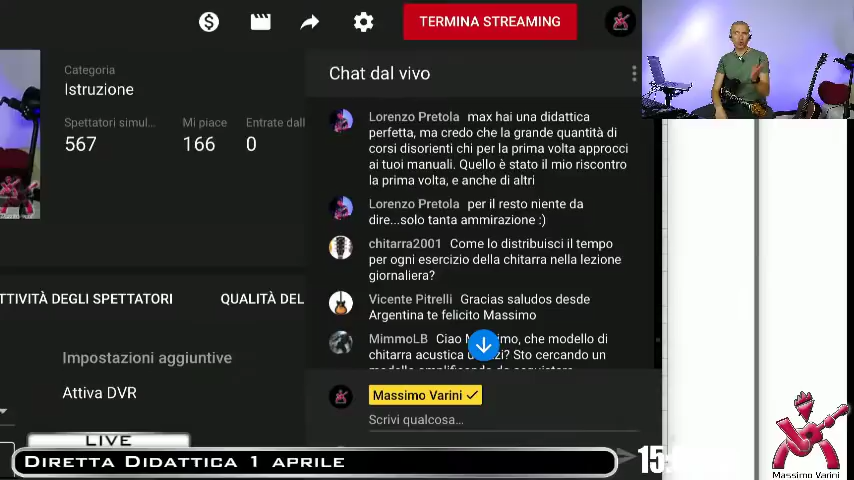 TERMINA STREAMING
Categoria
Istruzione
Spettatori simul...
Mi piace
Entrate dall
567
166
0
TTIVITÀ DEGLI SPETTATORI
QUALITÀ DEL
Impostazioni aggiuntive
Attiva DVR
Chat dal vivo
Lorenzo Pretola max hai una didattica
perfetta, ma credo che la grande quantità di
corsi disorienti chi per la prima volta approcci
ai tuoi manuali. Quello è stato il mio riscontro
la prima volta, e anche di altri
Lorenzo Pretola per il resto niente da
dire...solo tanta ammirazione :)
chitarra2001 Come lo distribuisci il tempo
per ogni esercizio della chitarra nella lezione
giornaliera?
Vicente Pitrelli Gracias saludos desde
Argentina te felicito Massimo
MimmoLB Ciao che modello di
chitarra acustica Sto cercando un
Massimo Varini
Scrivi qualcosa...
LIVE
DIRETTA DIDATTICA 1 APRILE
15:
Massimo Varini